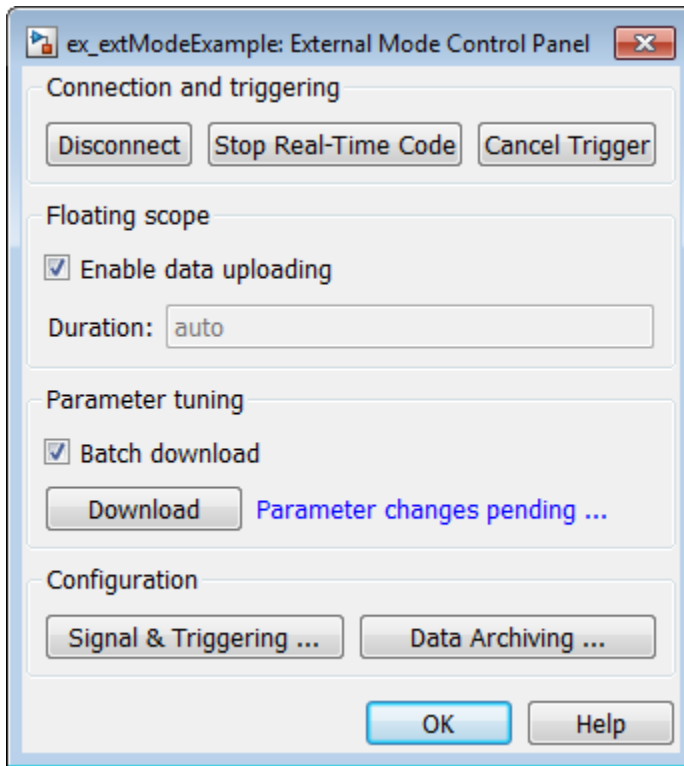 ex_extModeExample: External Mode Control Panel
Connection and triggering
Disconnect Stop Real-Time Code Cancel Trigger
Floating scope
Enable data uploading
Duration: auto
Parameter tuning
Batch download
Download Parameter changes pending ...
Configuration
Signal & Triggering ... Data Archiving ...
OK Help